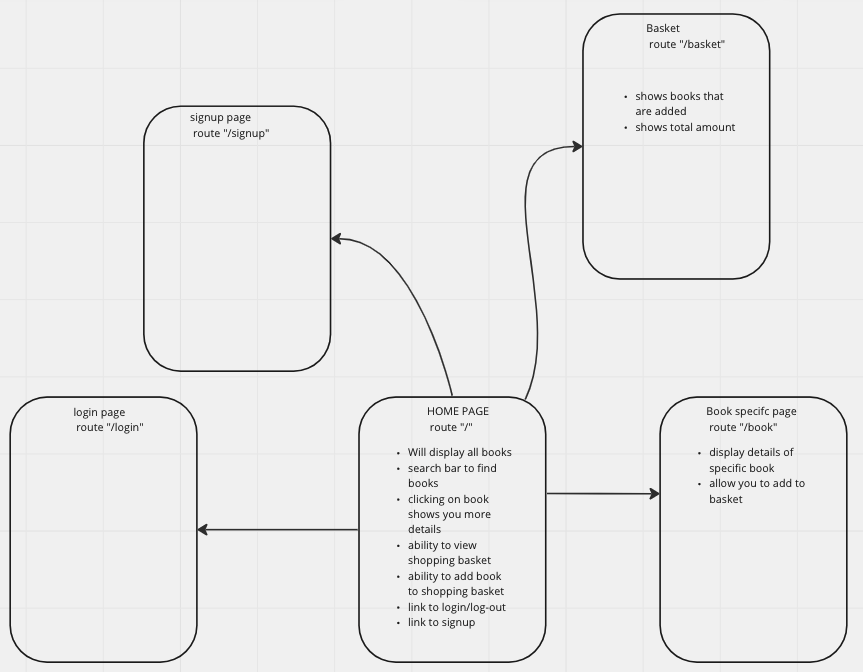 Basket
route "/basket"
• shows books that
are added
• shows total amount
signup page
route "/signup"
login page
route "/login"
HOME PAGE
route "/"
• Will display all books
• search bar to find
books
• clicking on book
shows you more
details
• ability to view
shopping basket
• ability to add book
to shopping basket
• link to login/log-out
• link to signup
Book specifc page
route "/book"
• display details of
specific book
• allow you to add to
basket